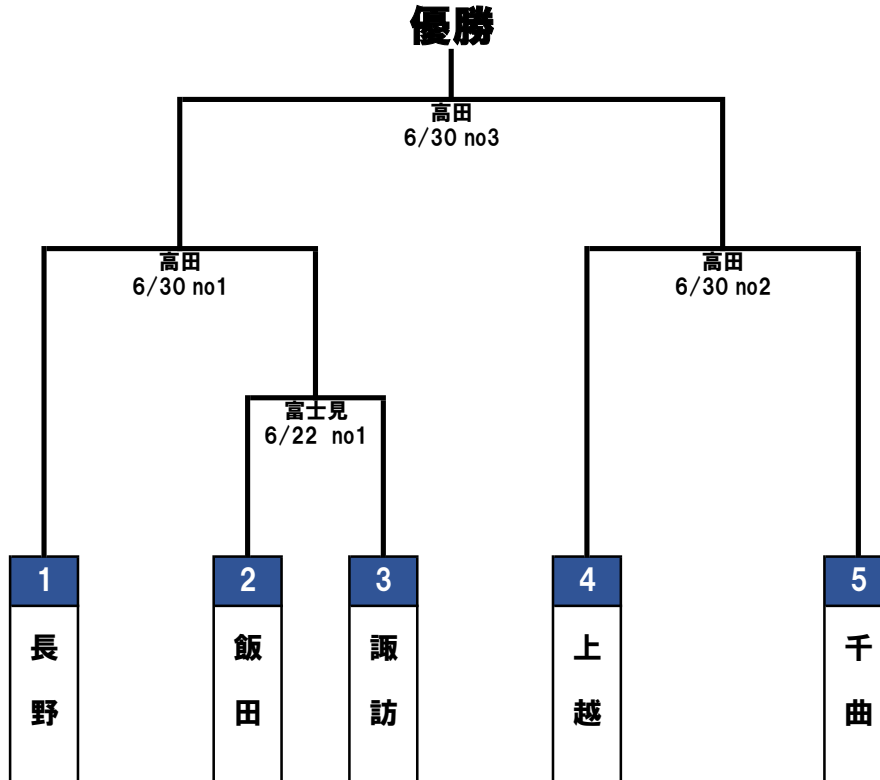 優勝
高田
6/30 no3
高田
6/30 no1
高田
6/30 no2
富士見
6/22 no1
1
2
3
4
5
長野
飯田
諏訪
上越
千曲